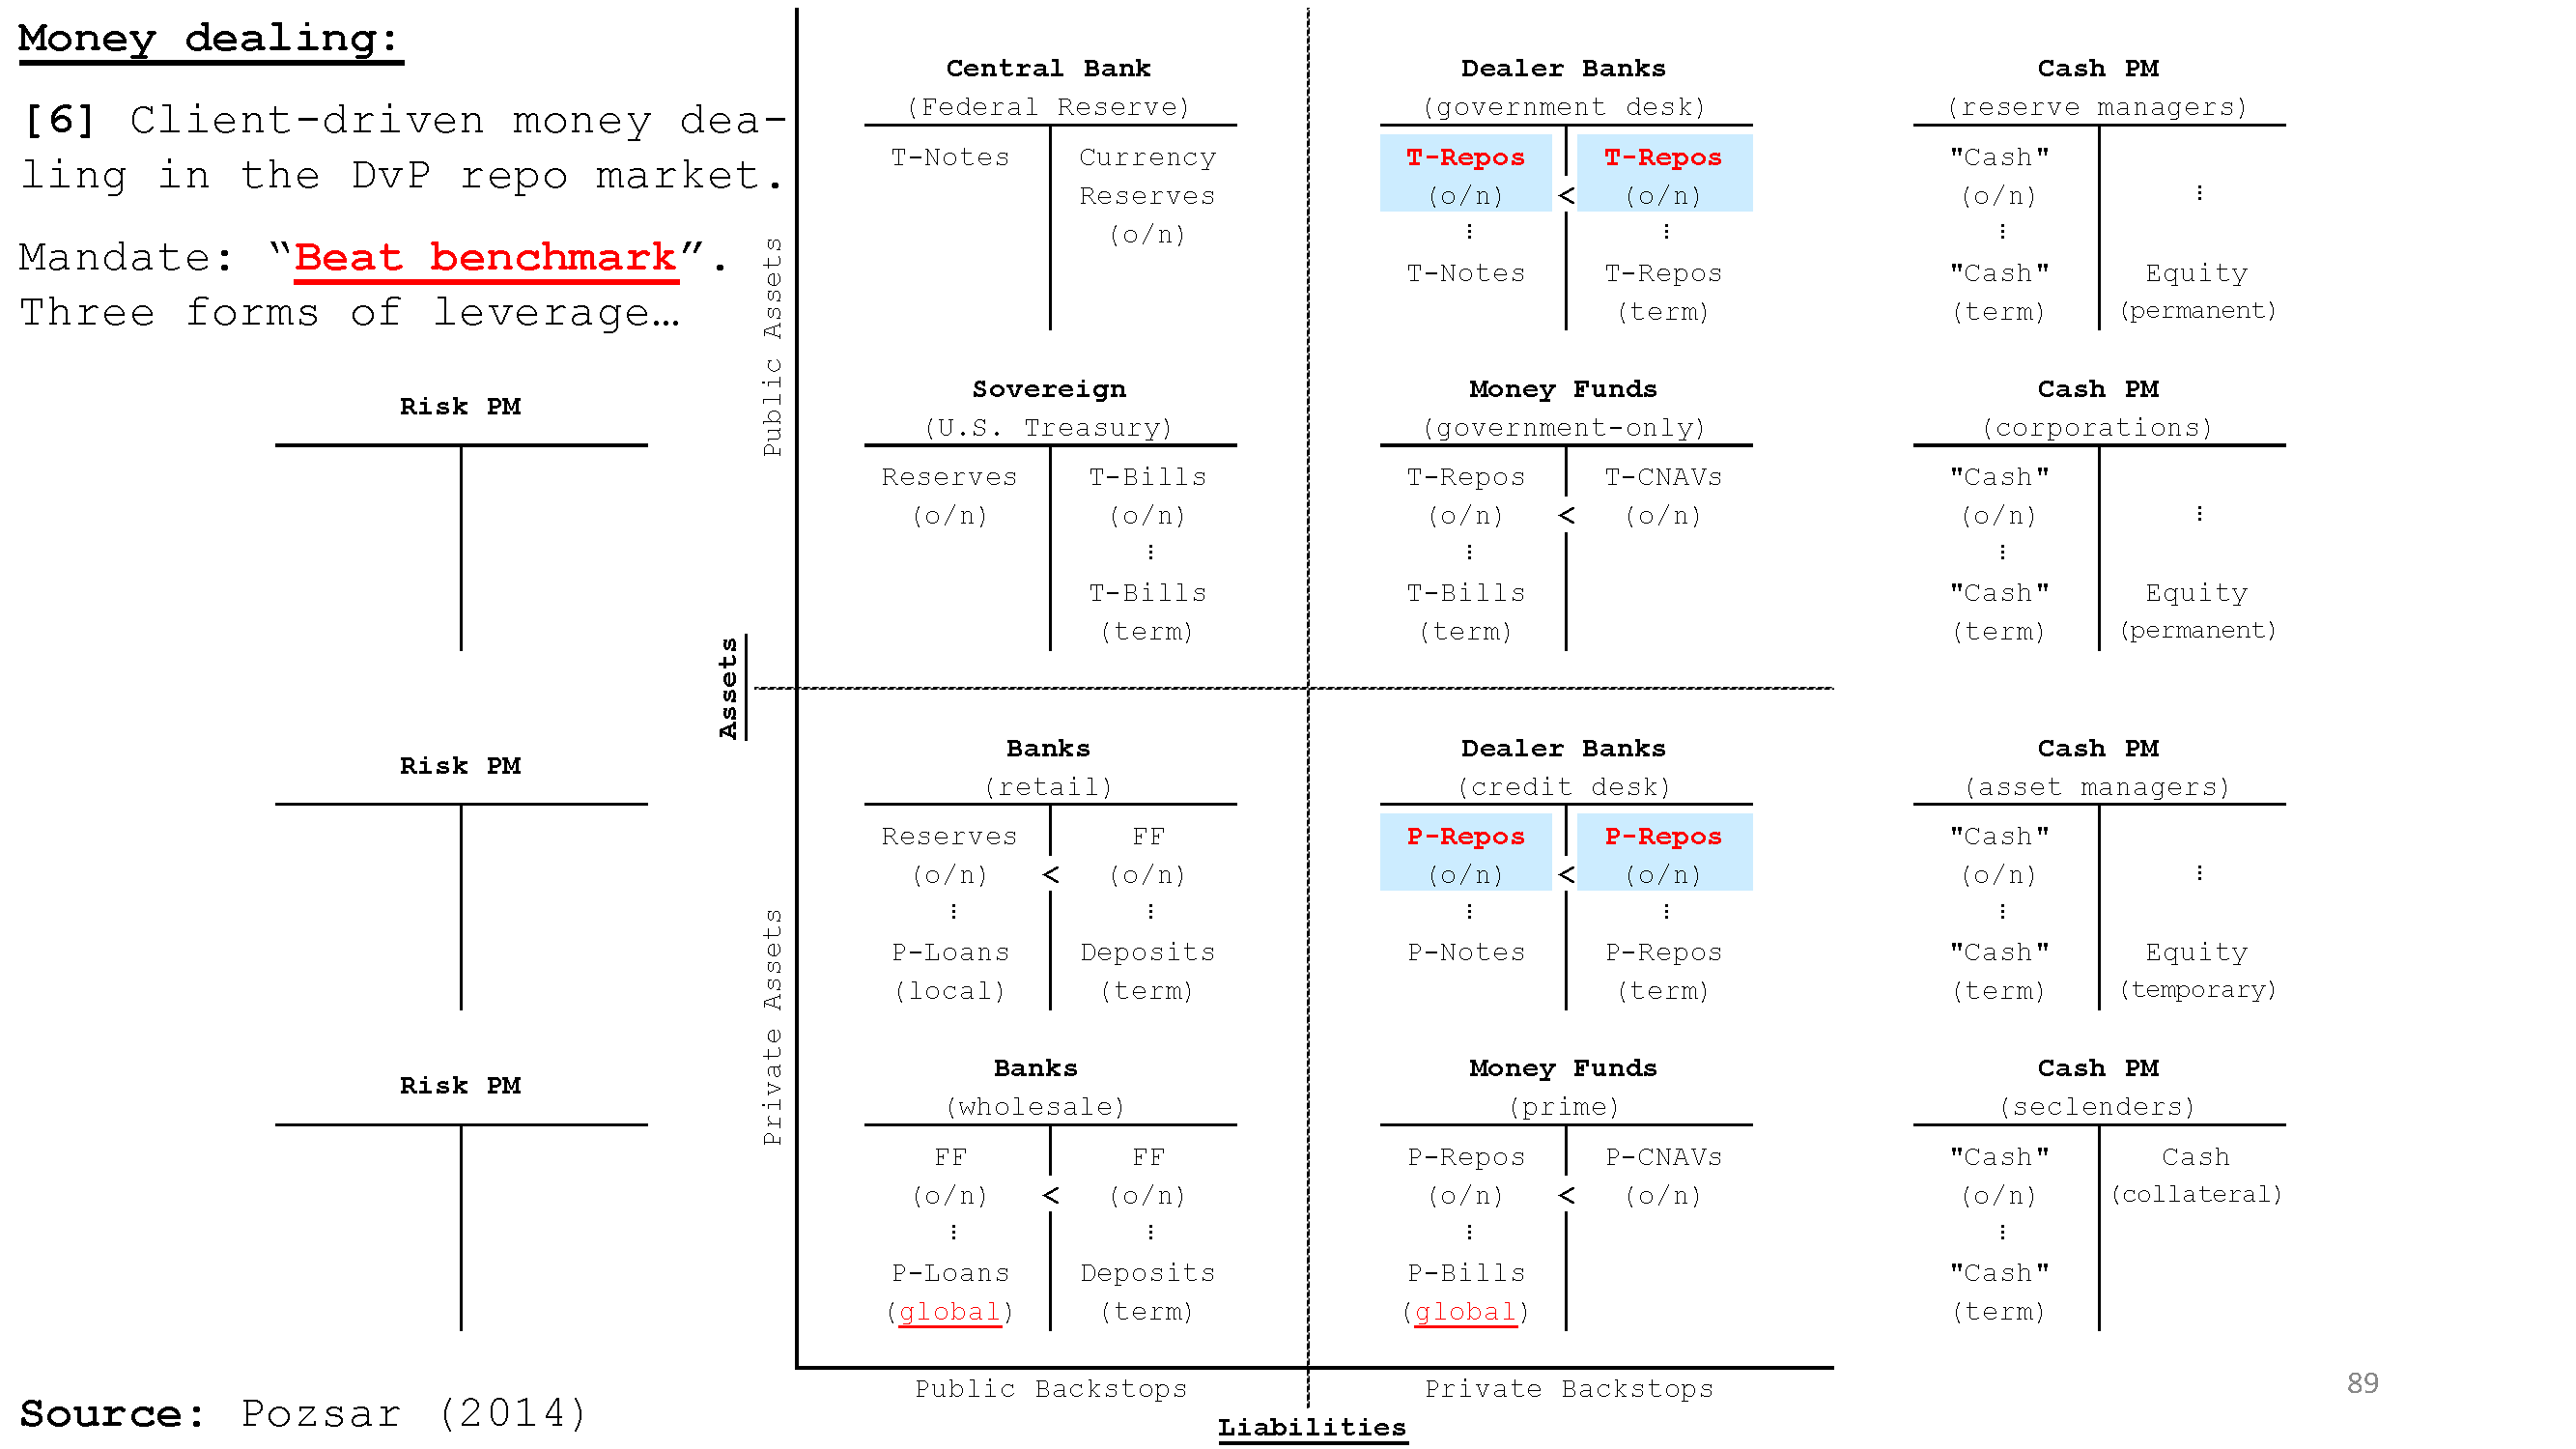 Money dealing:
[6] Client-driven money dea-
ling in the DvP repo market.
Mandate: “Beat benchmark”.
Three forms of leverage…
Risk PM
Risk PM
Risk PM
Source: Pozsar (2014)
Assets
Public Assets
Private Assets
Central Bank
(Federal Reserve)
T-Notes Currency
Reserves
(o/n)
Sovereign
(U.S. Treasury)
Reserves T-Bills
(o/n) (o/n)
⋮
T-Bills
(term)
Banks
(retail)
Reserves FF
(o/n) < (o/n)
⋮ ⋮
P-Loans Deposits
(local) (term)
Banks
(wholesale)
FF FF
(o/n) < (o/n)
⋮ ⋮
P-Loans Deposits
(global) (term)
Dealer Banks
(government desk)
T-Repos T-Repos
(o/n) < (o/n)
⋮ ⋮
T-Notes T-Repos
(term)
Money Funds
(government-only)
T-Repos T-CNAVs
(o/n) < (o/n)
⋮
T-Bills
(term)
Dealer Banks
(credit desk)
P-Repos P-Repos
(o/n) < (o/n)
⋮ ⋮
P-Notes P-Repos
(term)
Money Funds
(prime)
P-Repos P-CNAVs
(o/n) < (o/n)
⋮
P-Bills
(global)
Cash PM
(reserve managers)
"Cash"
(o/n) ⋮
⋮
"Cash" Equity
(term) (permanent)
Cash PM
(corporations)
"Cash"
(o/n) ⋮
⋮
"Cash" Equity
(term) (permanent)
Cash PM
(asset managers)
"Cash"
(o/n) ⋮
⋮
"Cash" Equity
(term) (temporary)
Cash PM
(seclenders)
"Cash" Cash
(o/n) (collateral)
⋮
"Cash"
(term)
Public Backstops Private Backstops
Liabilities
89